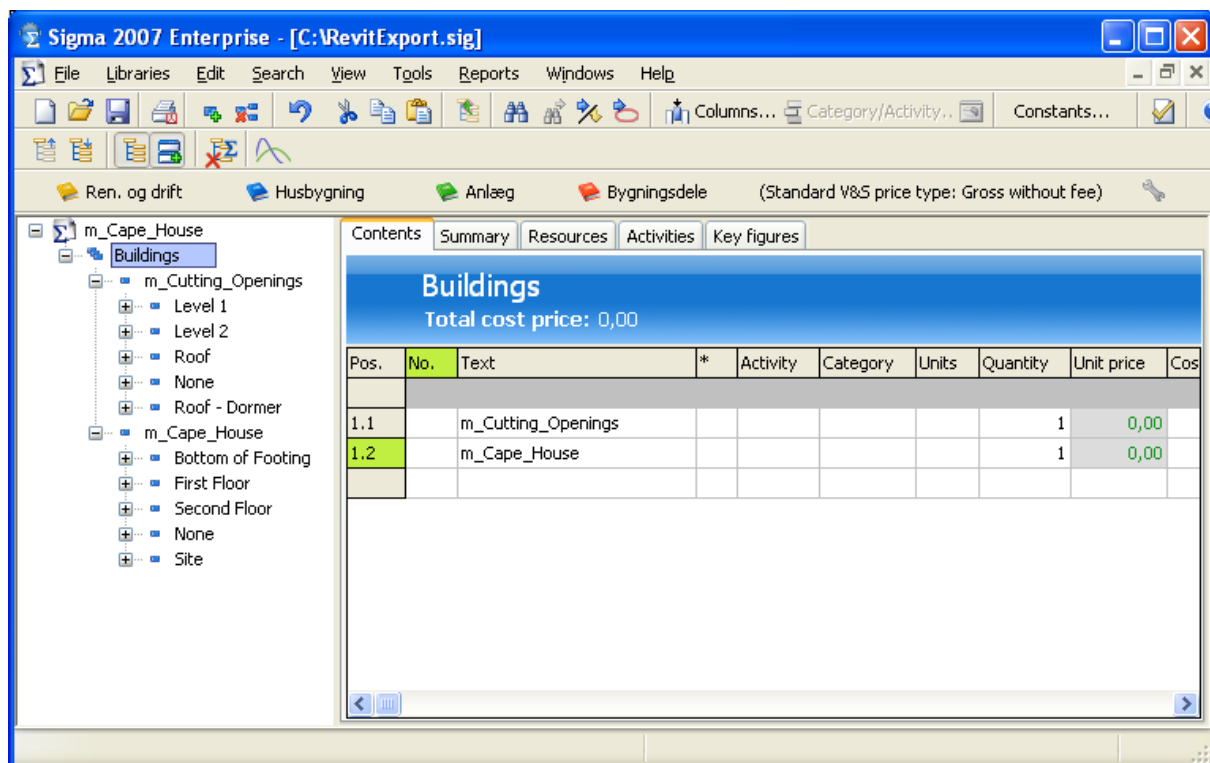 Sigma 2007 Enterprise - [C:\RevitExport.sig]
File Libraries Edit Search View Tools Reports Windows Help
Columns... Category/Activity.. Constants...
Ren. og drift Husbygning Anlæg Bygningsdele (Standard V&S price type: Gross without fee)
m_Cape_House
Buildings
m_Cutting_Openings
Level 1
Level 2
Roof
None
Roof - Dormer
m_Cape_House
Bottom of Footing
First Floor
Second Floor
None
Site
Contents Summary Resources Activities Key figures
Buildings
Total cost price: 0,00
Pos. No. Text * Activity Category Units Quantity Unit price Cos
1.1 m_Cutting_Openings 1 0,00
1.2 m_Cape_House 1 0,00